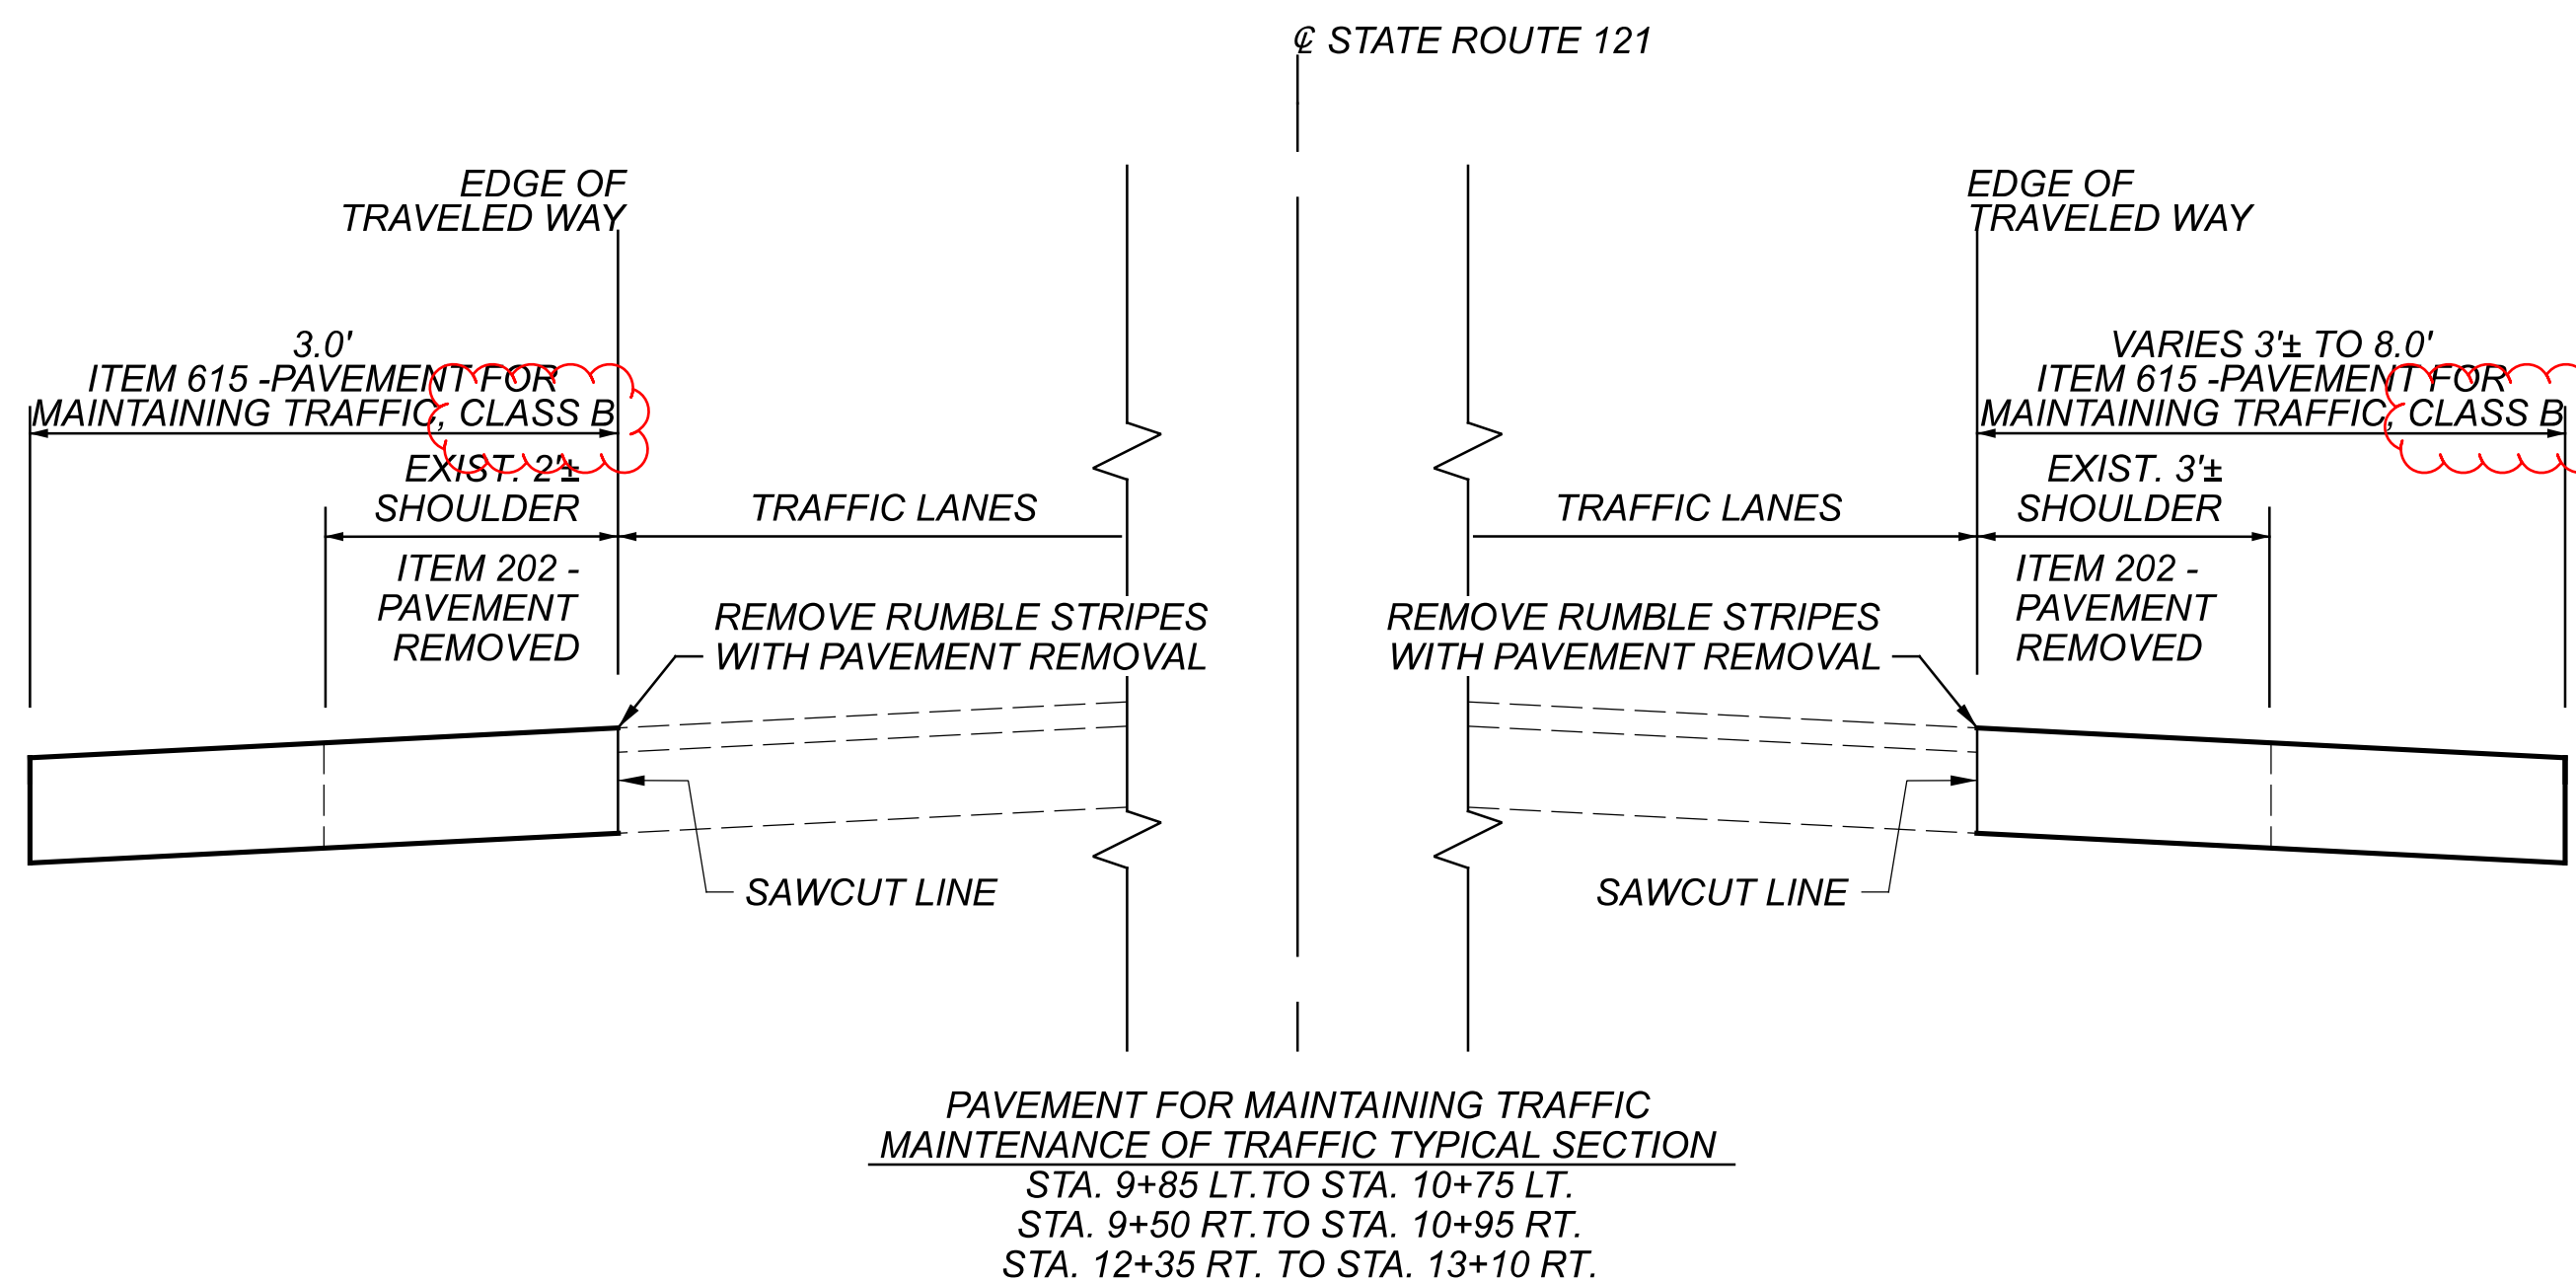 ℄ STATE ROUTE 121
EDGE OF
TRAVELED WAY
EDGE OF
TRAVELED WAY
3.0'
ITEM 615 -PAVEMENT FOR
MAINTAINING TRAFFIC, CLASS B
VARIES 3'± TO 8.0'
ITEM 615 -PAVEMENT FOR
MAINTAINING TRAFFIC, CLASS B
EXIST. 2'±
SHOULDER
TRAFFIC LANES
TRAFFIC LANES
EXIST. 3'±
SHOULDER
ITEM 202 -
PAVEMENT
REMOVED
REMOVE RUMBLE STRIPES
WITH PAVEMENT REMOVAL
REMOVE RUMBLE STRIPES
WITH PAVEMENT REMOVAL
ITEM 202 -
PAVEMENT
REMOVED
SAWCUT LINE
SAWCUT LINE
PAVEMENT FOR MAINTAINING TRAFFIC
MAINTENANCE OF TRAFFIC TYPICAL SECTION
STA. 9+85 LT.TO STA. 10+75 LT.
STA. 9+50 RT.TO STA. 10+95 RT.
STA. 12+35 RT. TO STA. 13+10 RT.